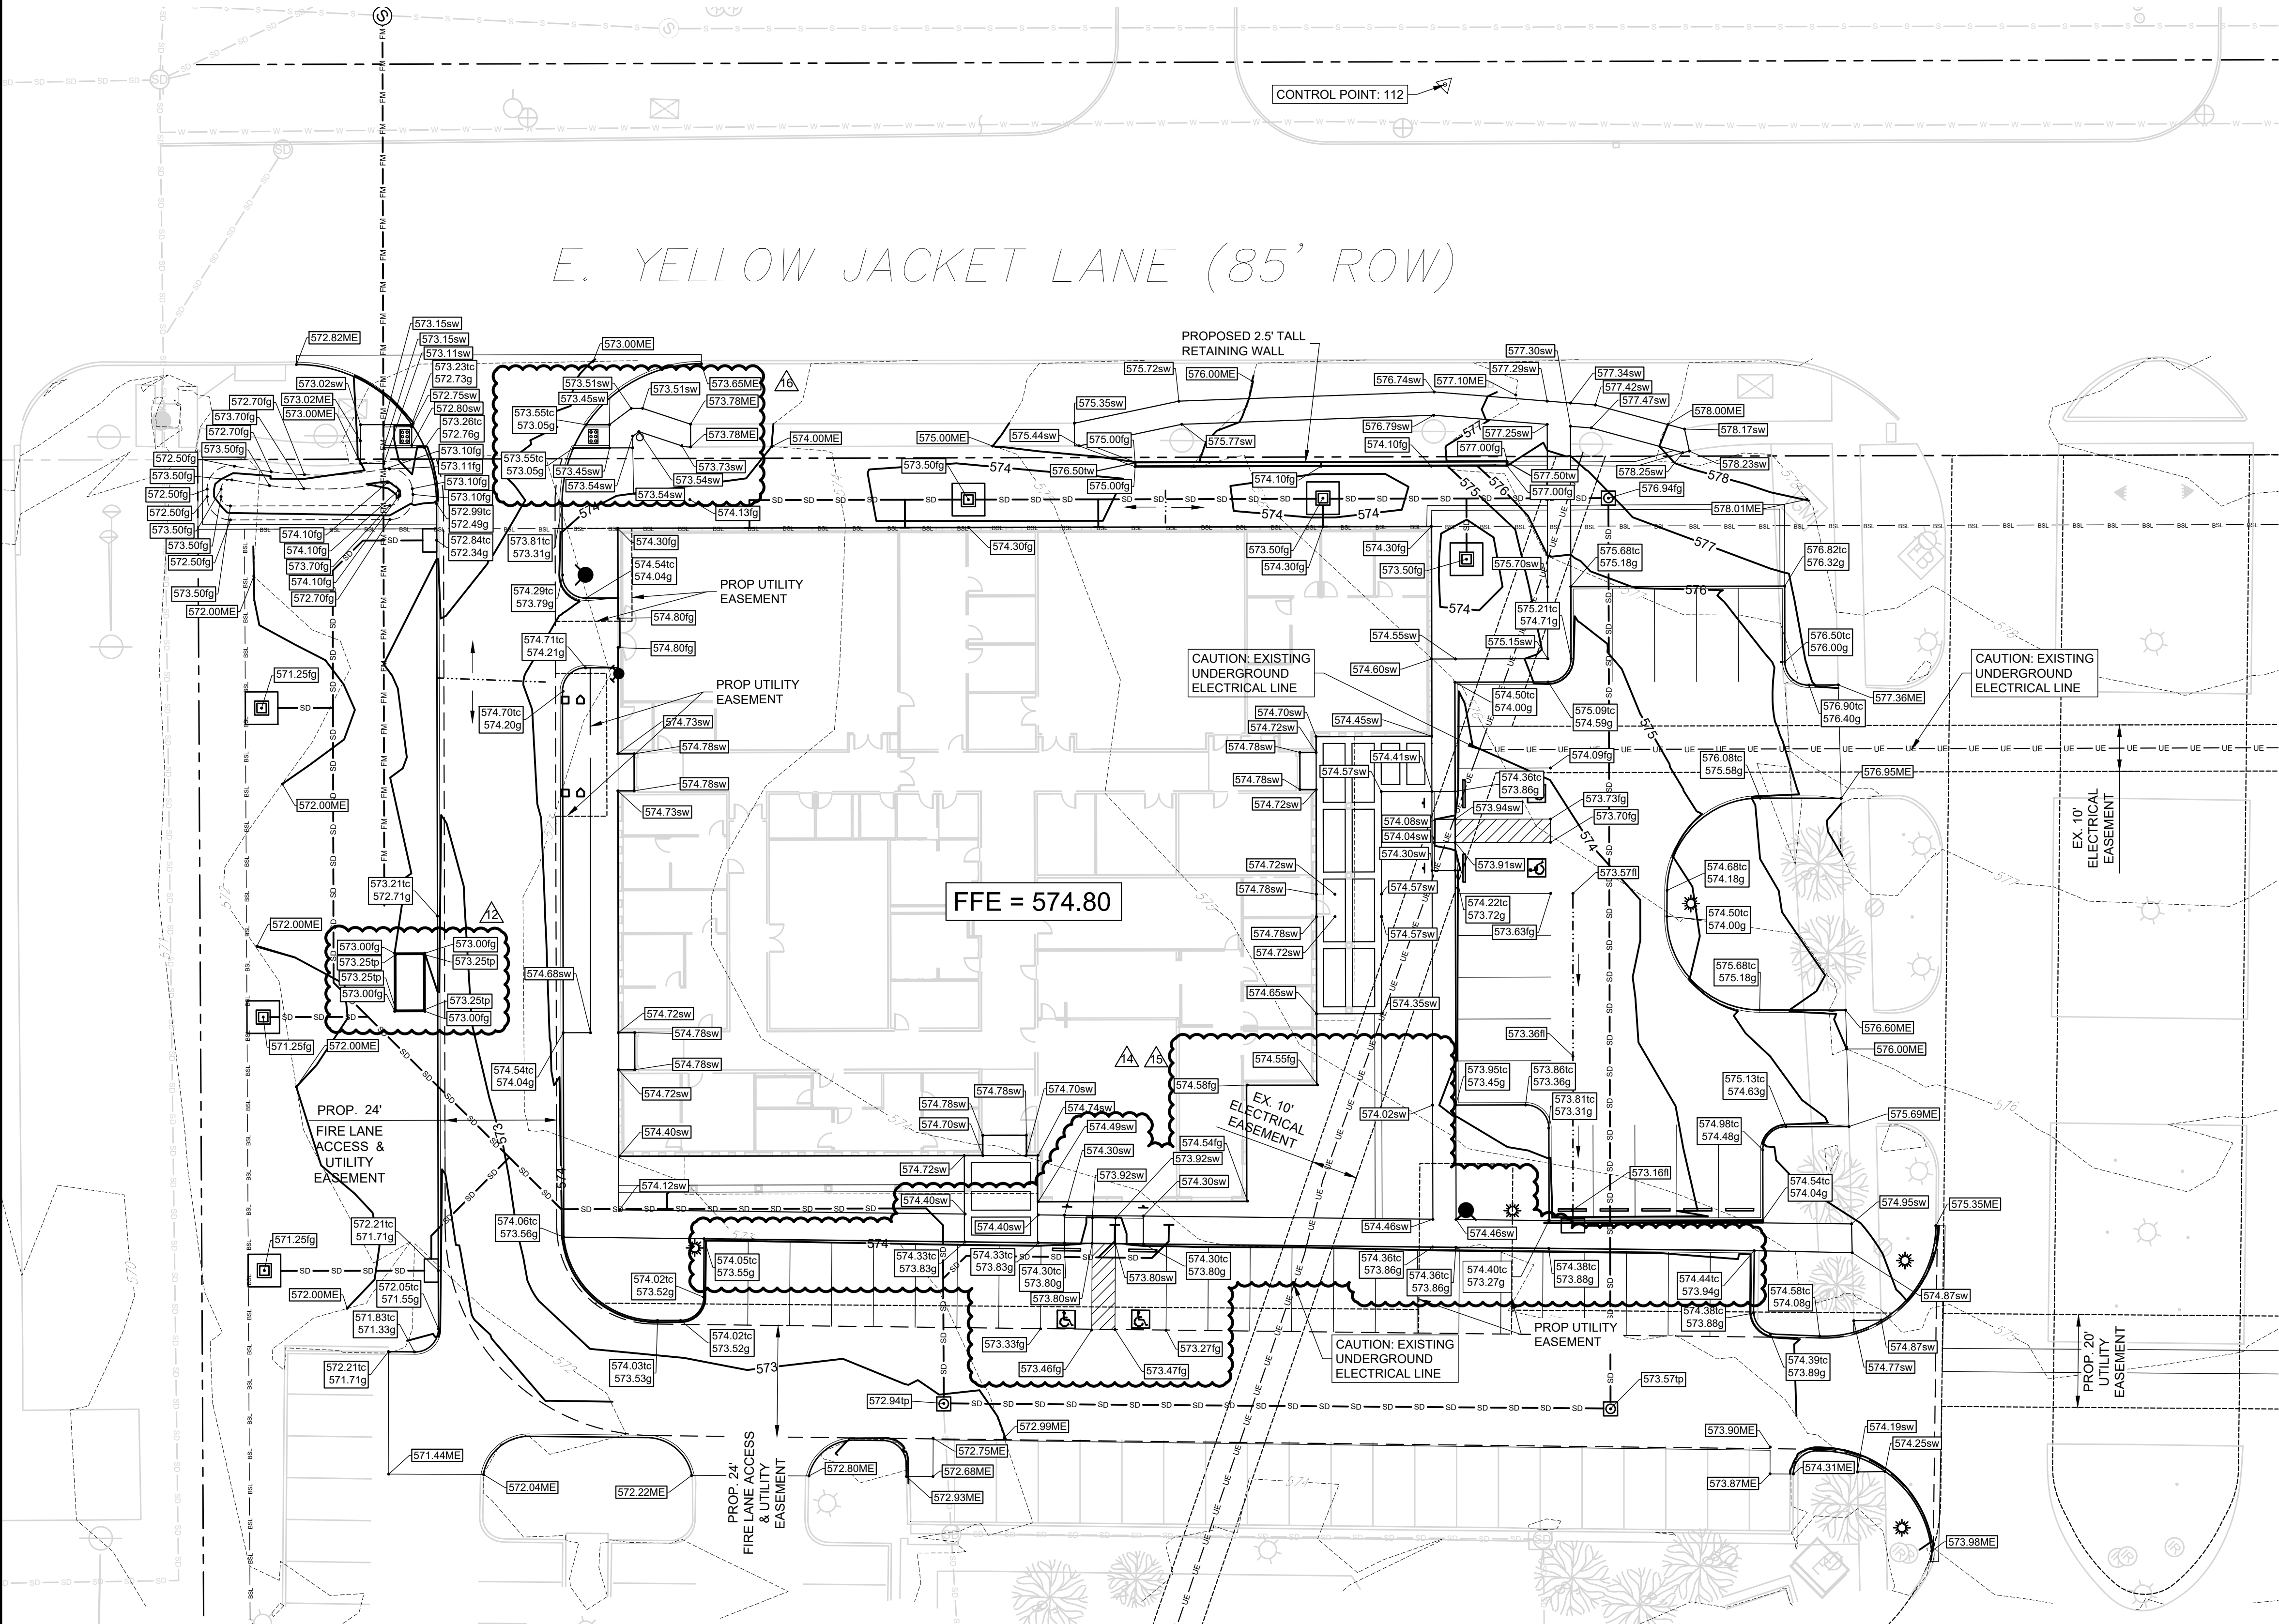 CONTROL POINT: 112
E. YELLOW JACKET LANE (85' ROW)
PROPOSED 2.5' TALL
RETAINING WALL
572.82ME
573.15sw
573.15sw
573.11sw
573.23tc
572.73g
572.75sw
572.80sw
573.26tc
572.76g
573.10fg
573.11fg
573.10fg
573.10fg
572.99tc
572.49g
572.84tc
572.34g
573.02sw
573.02ME
573.00ME
572.70fg
573.70fg
572.70fg
573.50fg
572.50fg
573.50fg
572.50fg
572.50fg
573.50fg
573.50fg
572.50fg
573.50fg
572.00ME
574.10fg
574.10fg
573.70fg
574.10fg
572.70fg
573.00ME
573.51sw
573.45sw
573.51sw
573.65ME
573.78ME
573.55tc
573.05g
573.78ME
573.55tc
573.05g
573.45sw
573.54sw
573.73sw
573.54sw
573.54sw
16
574.00ME
574.13fg
574
573.81tc
573.31g
574.30fg
574.54tc
574.04g
574.29tc
573.79g
PROP UTILITY
EASEMENT
574.80fg
574.80fg
574.71tc
574.21g
PROP UTILITY
EASEMENT
574.70tc
574.20g
574.73sw
574.78sw
574.78sw
574.73sw
575.00ME
573.50fg
574
575.35sw
575.44sw
575.00fg
576.50tw
575.00fg
575.72sw
576.00ME
575.77sw
574.30fg
576.74sw
577.10ME
576.79sw
574.10fg
574.10fg
574
574
573.50fg
574.30fg
574.30fg
573.50fg
574
577.30sw
577.29sw
577.34sw
577.42sw
577.47sw
577
577.25sw
577.00fg
577.50tw
577.00fg
575
576
578.00ME
578.17sw
578.23sw
578.25sw
578
576.94fg
578.01ME
577
576
575.70sw
575.68tc
575.18g
576.82tc
576.32g
575.21tc
574.71g
574.55sw
575.15sw
574.60sw
576.50tc
576.00g
577.36ME
576.90tc
576.40g
574.50tc
574.00g
575.09tc
574.59g
575
CAUTION: EXISTING
UNDERGROUND
ELECTRICAL LINE
CAUTION: EXISTING
UNDERGROUND
ELECTRICAL LINE
EX. 10'
ELECTRICAL
EASEMENT
574.70sw
574.72sw
574.45sw
574.78sw
574.78sw
574.72sw
574.57sw
574.41sw
574.09fg
574.36tc
573.86g
573.94sw
573.73fg
573.70fg
574
574.08sw
574.04sw
574.30sw
573.91sw
573.57fl
576.08tc
575.58g
576.95ME
574.72sw
574.78sw
574.57sw
574.78sw
574.57sw
574.72sw
574.22tc
573.72g
573.63fg
574.68tc
574.18g
574.50tc
574.00g
575.68tc
575.18g
576.60ME
576.00ME
574.65sw
574.35sw
573.36fl
FFE = 574.80
571.25fg
572.00ME
573.21tc
572.71g
12
572.00ME
573.00fg
573.25tp
573.00fg
573.25tp
573.25tp
573.00fg
573.25tp
573.00fg
571.25fg
572.00ME
574.68sw
574.72sw
574.78sw
574.78sw
574.72sw
574.54tc
574.04g
574.40sw
574.12sw
PROP. 24'
FIRE LANE
ACCESS &
UTILITY
EASEMENT
573
574
14
15
574.55fg
574.58fg
574.78sw
574.78sw
574.70sw
574.70sw
574.74sw
574.49sw
574.30sw
574.72sw
573.92sw
573.92sw
574.54fg
574.30sw
574.40sw
574.40sw
EX. 10'
ELECTRICAL
EASEMENT
574.02sw
573.95tc
573.45g
573.86tc
573.36g
573.81tc
573.31g
573.16fl
575.13tc
574.63g
575.69ME
574.98tc
574.48g
574.54tc
574.04g
574.95sw
575.35ME
574.46sw
574.46sw
571.25fg
572.21tc
571.71g
572.00ME
572.05tc
571.55g
571.83tc
571.33g
572.21tc
571.71g
571.44ME
574.06tc
573.56g
574.05tc
573.55g
574.02tc
573.52g
574.02tc
573.52g
574.03tc
573.53g
574
574.33tc
573.83g
574.33tc
573.83g
574.30tc
573.80g
573.80sw
573.80sw
574.30tc
573.80g
573.33fg
573.46fg
573.47fg
573.27fg
574.36tc
573.86g
574.36tc
573.86g
574.40tc
573.27g
574.38tc
573.88g
574.44tc
573.94g
574.38tc
573.88g
574.58tc
574.08g
574.87sw
574.87sw
574.77sw
574.39tc
573.89g
CAUTION: EXISTING
UNDERGROUND
ELECTRICAL LINE
PROP UTILITY
EASEMENT
PROP. 20'
UTILITY
EASEMENT
573
572.94tp
573.57tp
572.99ME
572.75ME
572.68ME
572.93ME
572.80ME
572.04ME
572.22ME
PROP. 24'
FIRE LANE ACCESS
& UTILITY
EASEMENT
573.90ME
573.87ME
574.19sw
574.25sw
574.31ME
573.98ME